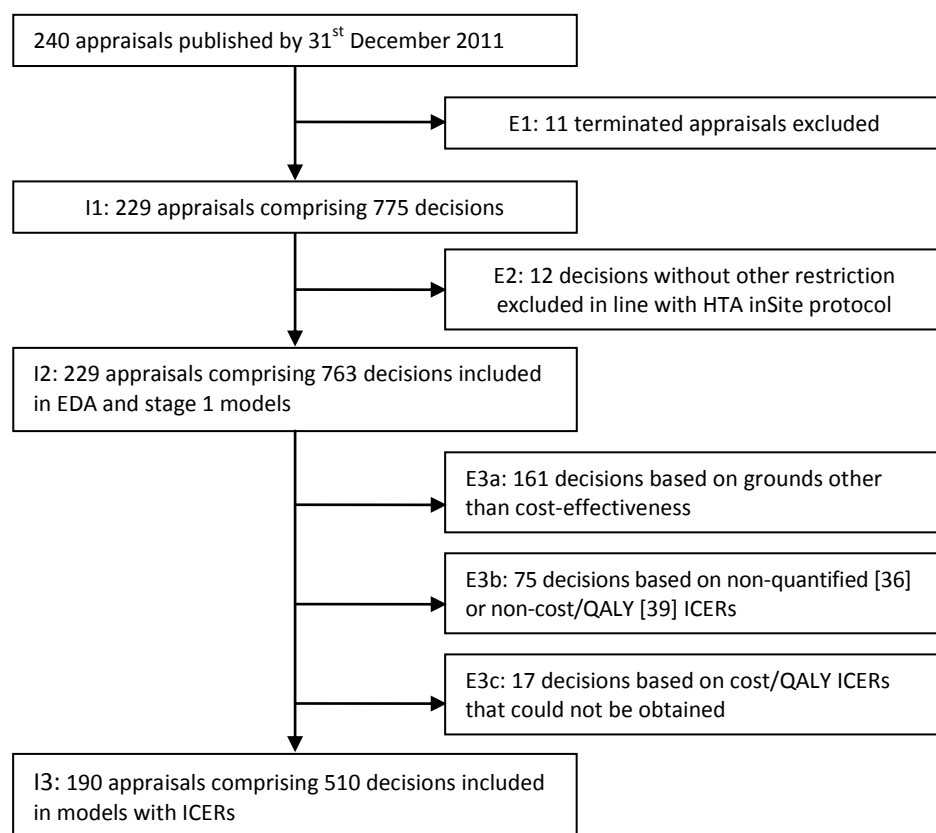 240 appraisals published by 31st December 2011
E1: 11 terminated appraisals excluded
I1: 229 appraisals comprising 775 decisions
E2: 12 decisions without other restriction
excluded in line with HTA inSite protocol
I2: 229 appraisals comprising 763 decisions included
in EDA and stage 1 models
E3a: 161 decisions based on grounds other
than cost-effectiveness
E3b: 75 decisions based on non-quantified [36]
or non-cost/QALY [39] ICERs
E3c: 17 decisions based on cost/QALY ICERs
that could not be obtained
I3: 190 appraisals comprising 510 decisions included
in models with ICERs